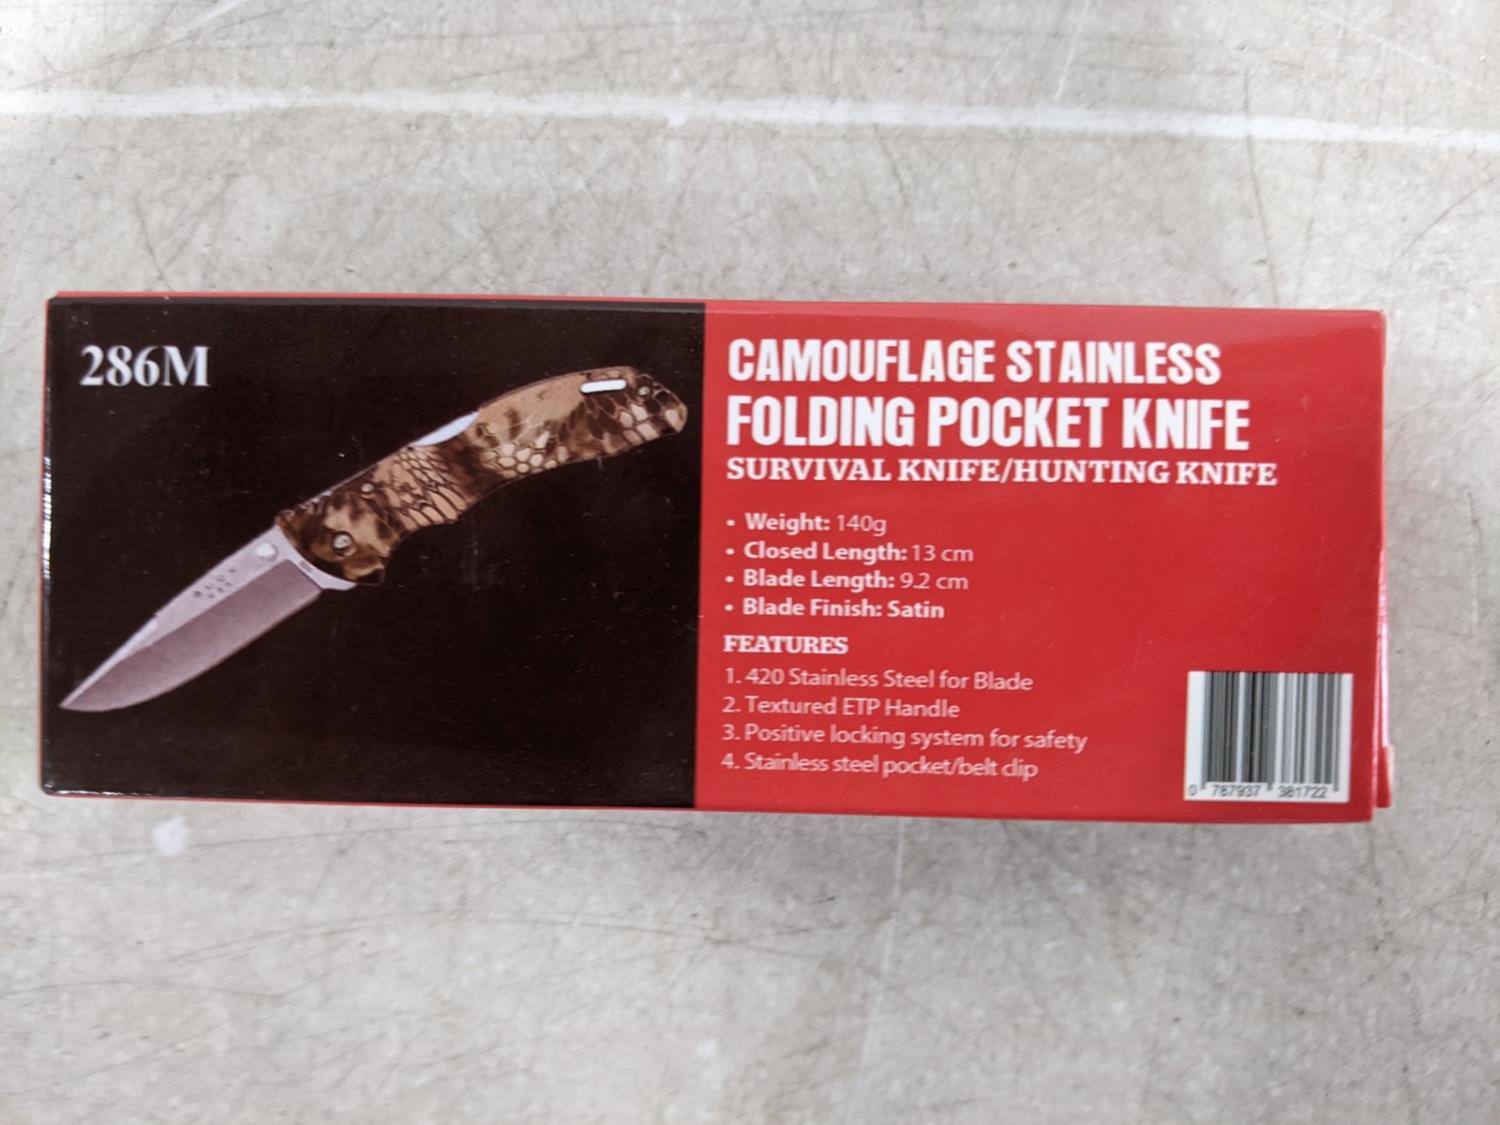 286M
CAMOUFLAGE STAINLESS
FOLDING POCKET KNIFE
SURVIVAL KNIFE/HUNTING KNIFE
• Weight: 140g
• Closed Length: 13 cm
• Blade Length: 9.2 cm
• Blade Finish: Satin
FEATURES
1. 420 Stainless Steel for Blade
2. Textured ETP Handle
3. Positive locking system for safety
4. Stainless steel pocket/belt clip
0 787937 381722